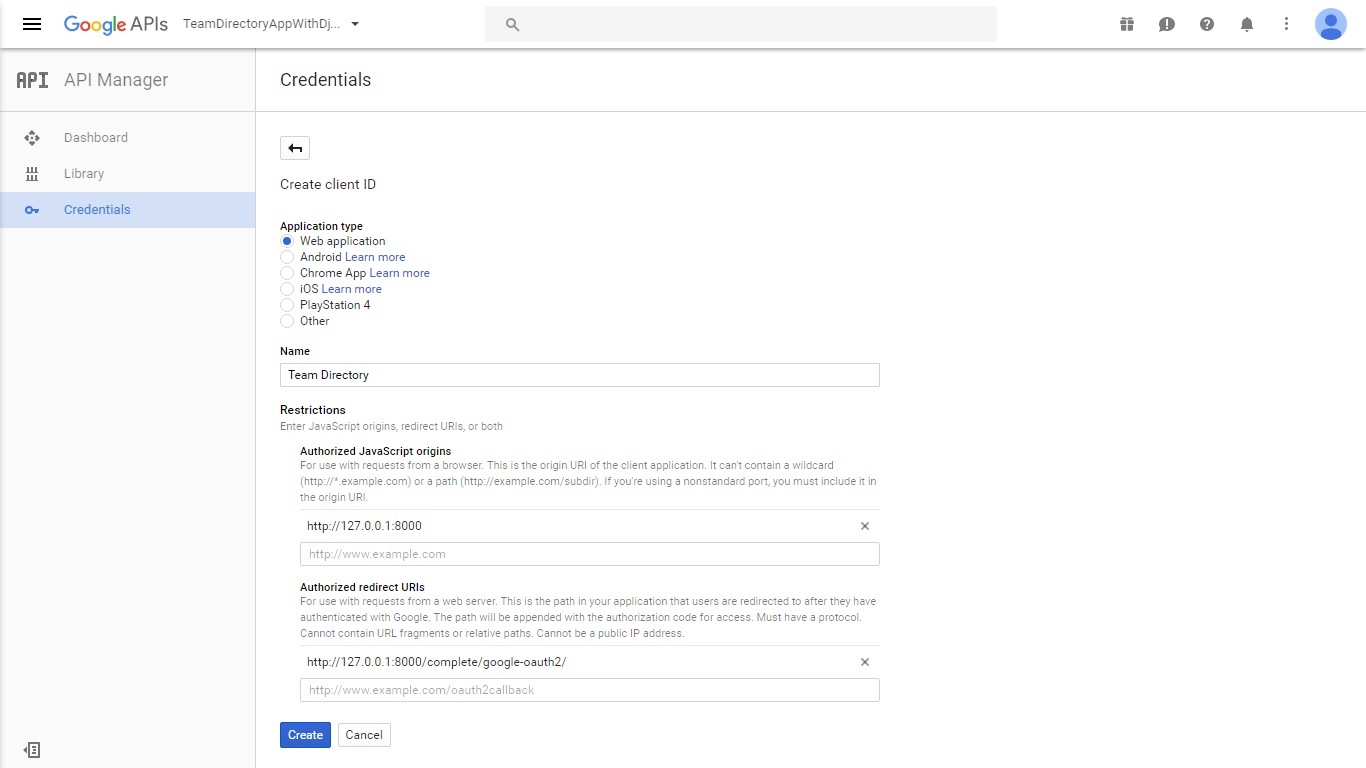 Google APIs TeamDirectoryAppWithDj...
API API Manager
Credentials
Dashboard
Library
Credentials
Create client ID
Application type
Web application
Android Learn more
Chrome App Learn more
iOS Learn more
PlayStation 4
Other
Name
Team Directory
Restrictions
Enter JavaScript origins, redirect URIs, or both
Authorized JavaScript origins
For use with requests from a browser. This is the origin URI of the client application. It can't contain a wildcard
(http://*.example.com) or a path (http://example.com/subdir). If you're using a nonstandard port, you must include it in
the origin URI.
http://127.0.0.1:8000
http://www.example.com
Authorized redirect URIs
For use with requests from a web server. This is the path in your application that users are redirected to after they have
authenticated with Google. The path will be appended with the authorization code for access. Must have a protocol.
Cannot contain URL fragments or relative paths. Cannot be a public IP address.
http://127.0.0.1:8000/complete/google-oauth2/
http://www.example.com/oauth2callback
Create Cancel